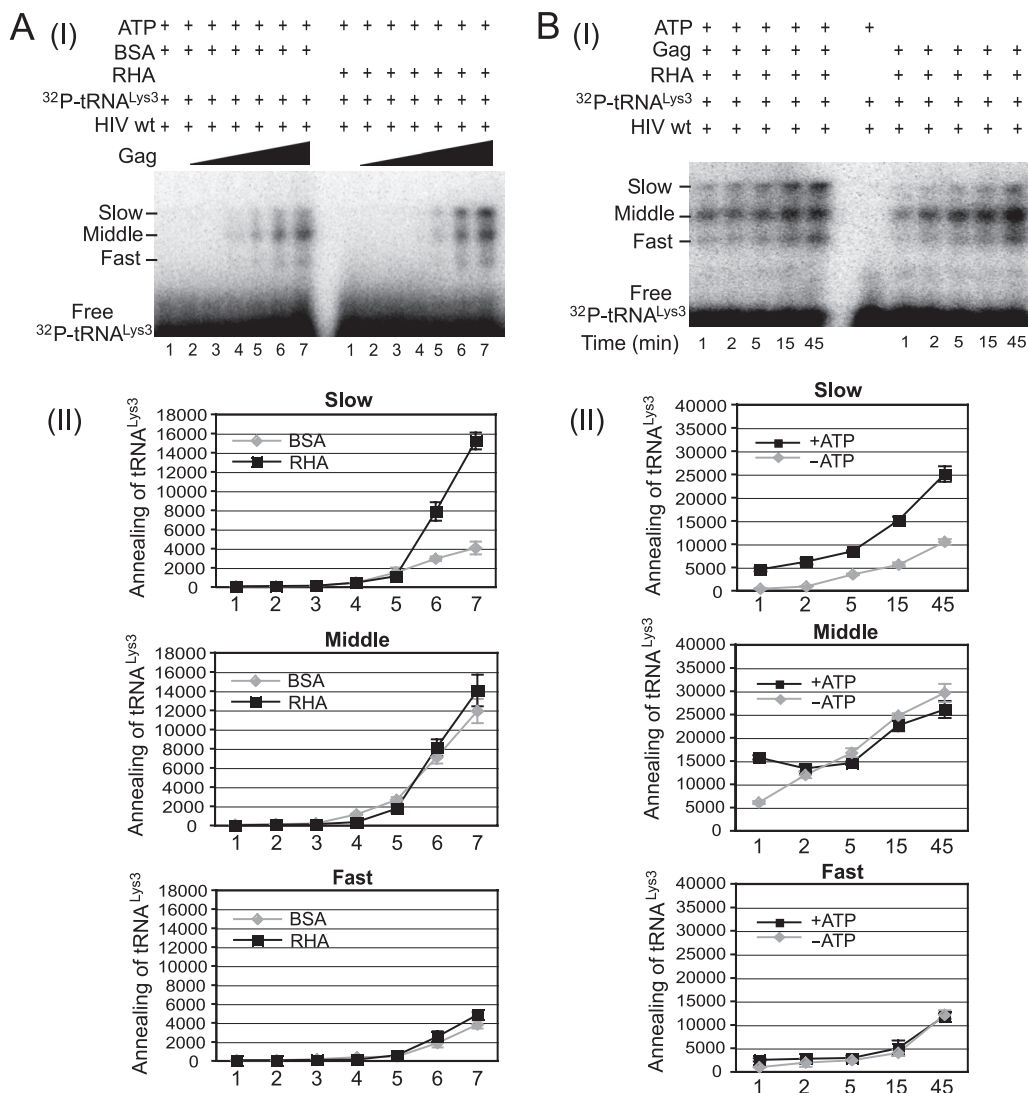 A (I)
ATP + + + + + + + + + + + + + +
BSA + + + + + + +
RHA + + + + + + +
32P-tRNALys3 + + + + + + + + + + + + + +
HIV wt + + + + + + + + + + + + + +
Gag
Slow
Middle
Fast
Free
32P-tRNALys3
1 2 3 4 5 6 7 1 2 3 4 5 6 7
(II)
Slow
Annealing of tRNALys3
18000
16000
14000
12000
10000
8000
6000
4000
2000
0
BSA
RHA
1 2 3 4 5 6 7
Middle
Annealing of tRNALys3
18000
16000
14000
12000
10000
8000
6000
4000
2000
0
BSA
RHA
1 2 3 4 5 6 7
Fast
Annealing of tRNALys3
18000
16000
14000
12000
10000
8000
6000
4000
2000
0
BSA
RHA
1 2 3 4 5 6 7
B (I)
ATP + + + + + +
Gag + + + + + + + + + +
RHA + + + + + + + + + +
32P-tRNALys3 + + + + + + + + + + +
HIV wt + + + + + + + + + + +
Slow
Middle
Fast
Free
32P-tRNALys3
Time (min) 1 2 5 15 45 1 2 5 15 45
(II)
Slow
Annealing of tRNALys3
40000
35000
30000
25000
20000
15000
10000
5000
0
+ATP
–ATP
1 2 5 15 45
Middle
Annealing of tRNALys3
40000
35000
30000
25000
20000
15000
10000
5000
0
+ATP
–ATP
1 2 5 15 45
Fast
Annealing of tRNALys3
40000
35000
30000
25000
20000
15000
10000
5000
0
+ATP
–ATP
1 2 5 15 45